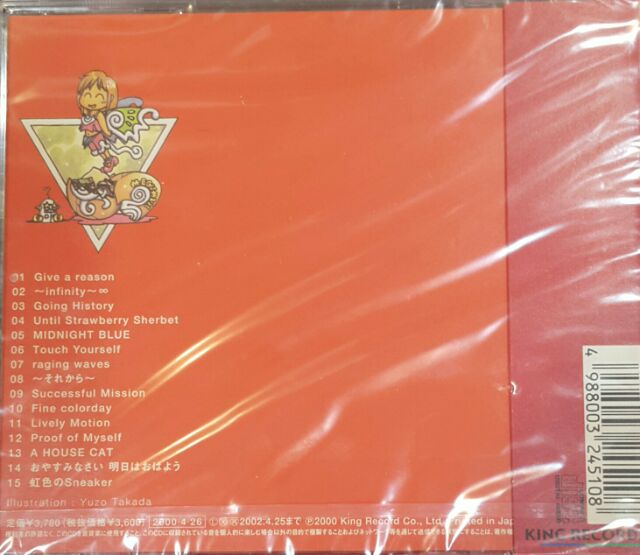 MEGUMI
?
01 Give a reason
02 ～infinity～∞
03 Going History
04 Until Strawberry Sherbet
05 MIDNIGHT BLUE
06 Touch Yourself
07 raging waves
08 ～それから～
09 Successful Mission
10 Fine colorday
11 Lively Motion
12 Proof of Myself
13 A HOUSE CAT
14 おやすみなさい 明日はおはよう
15 虹色のSneaker
Illustration : Yuzo Takada
定価￥3,780（税抜価格￥3,600） 2000・4・26 Ⓛ Ⓧ 2002.4.25まで Ⓟ2000 King Record Co., Ltd. Printed in Jap
4 988003 245108
KING RECORD